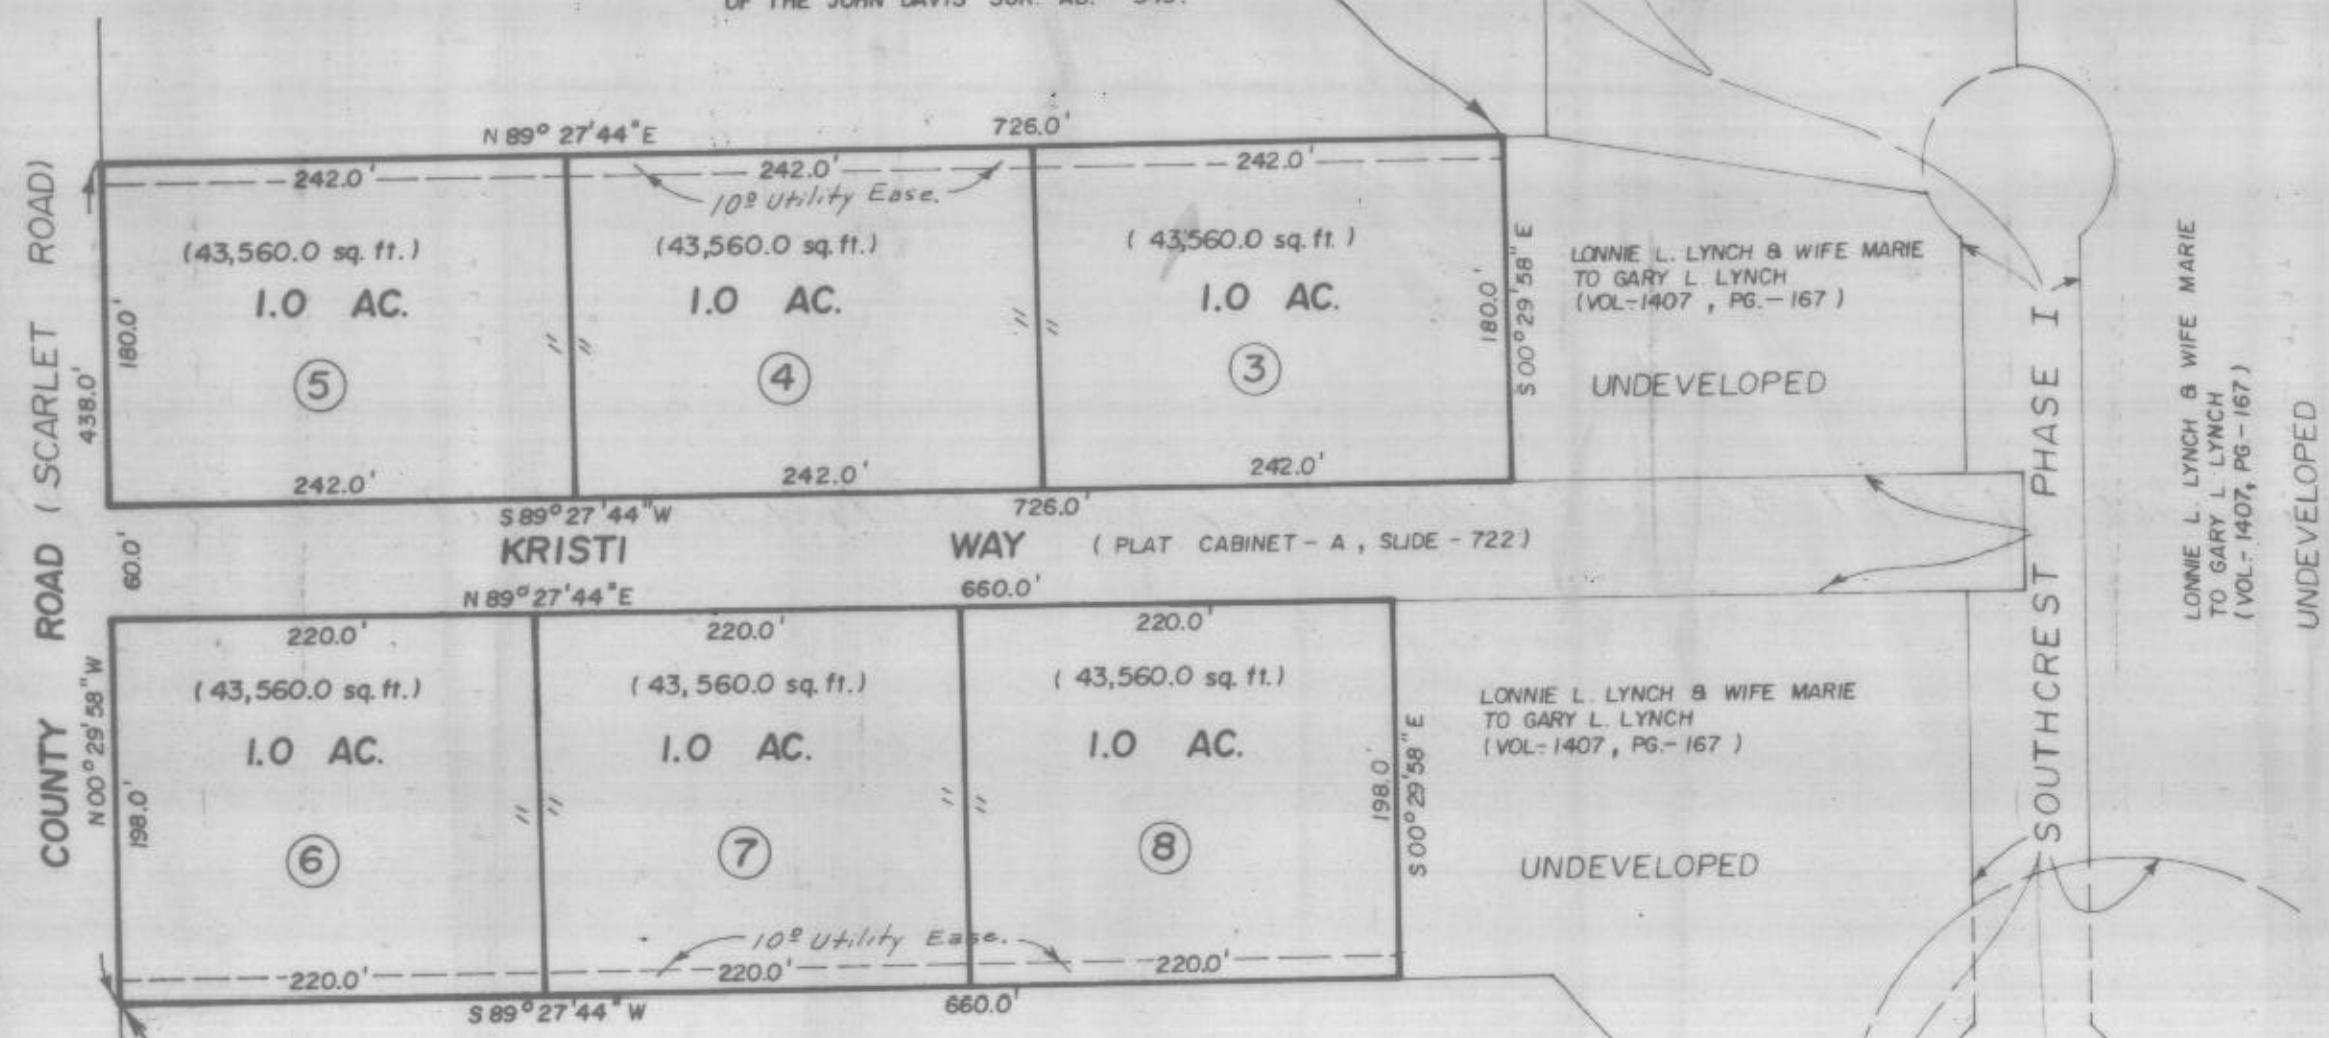 OF THE JOHN DAVIS SUR. AB.
N 89° 27'44" E
726.0'
242.0'
242.0'
242.0'
10º Utility Ease.
(43,560.0 sq. ft.)
(43,560.0 sq. ft.)
(43,560.0 sq. ft.)
1.0 AC.
1.0 AC.
1.0 AC.
5
4
3
180.0'
438.0'
180.0'
S 00° 29' 58" E
242.0'
242.0'
242.0'
S 89° 27' 44" W
726.0'
LONNIE L. LYNCH & WIFE MARIE
TO GARY L. LYNCH
(VOL-1407, PG.-167)
UNDEVELOPED
COUNTY ROAD (SCARLET ROAD)
60.0'
KRISTI WAY (PLAT CABINET-A, SLIDE-722)
N 89° 27' 44" E
660.0'
220.0'
220.0'
220.0'
(43,560.0 sq. ft.)
(43,560.0 sq. ft.)
(43,560.0 sq. ft.)
1.0 AC.
1.0 AC.
1.0 AC.
6
7
8
N 00° 29' 58" W
198.0'
198.0'
S 00° 29' 58" E
10º Utility Ease.
220.0'
220.0'
220.0'
S 89° 27' 44" W
660.0'
LONNIE L. LYNCH & WIFE MARIE
TO GARY L. LYNCH
(VOL-1407, PG.-167)
UNDEVELOPED
SOUTHCREST PHASE I
LONNIE L. LYNCH & WIFE MARIE
TO GARY L. LYNCH
(VOL.-1407, PG-167)
UNDEVELOPED